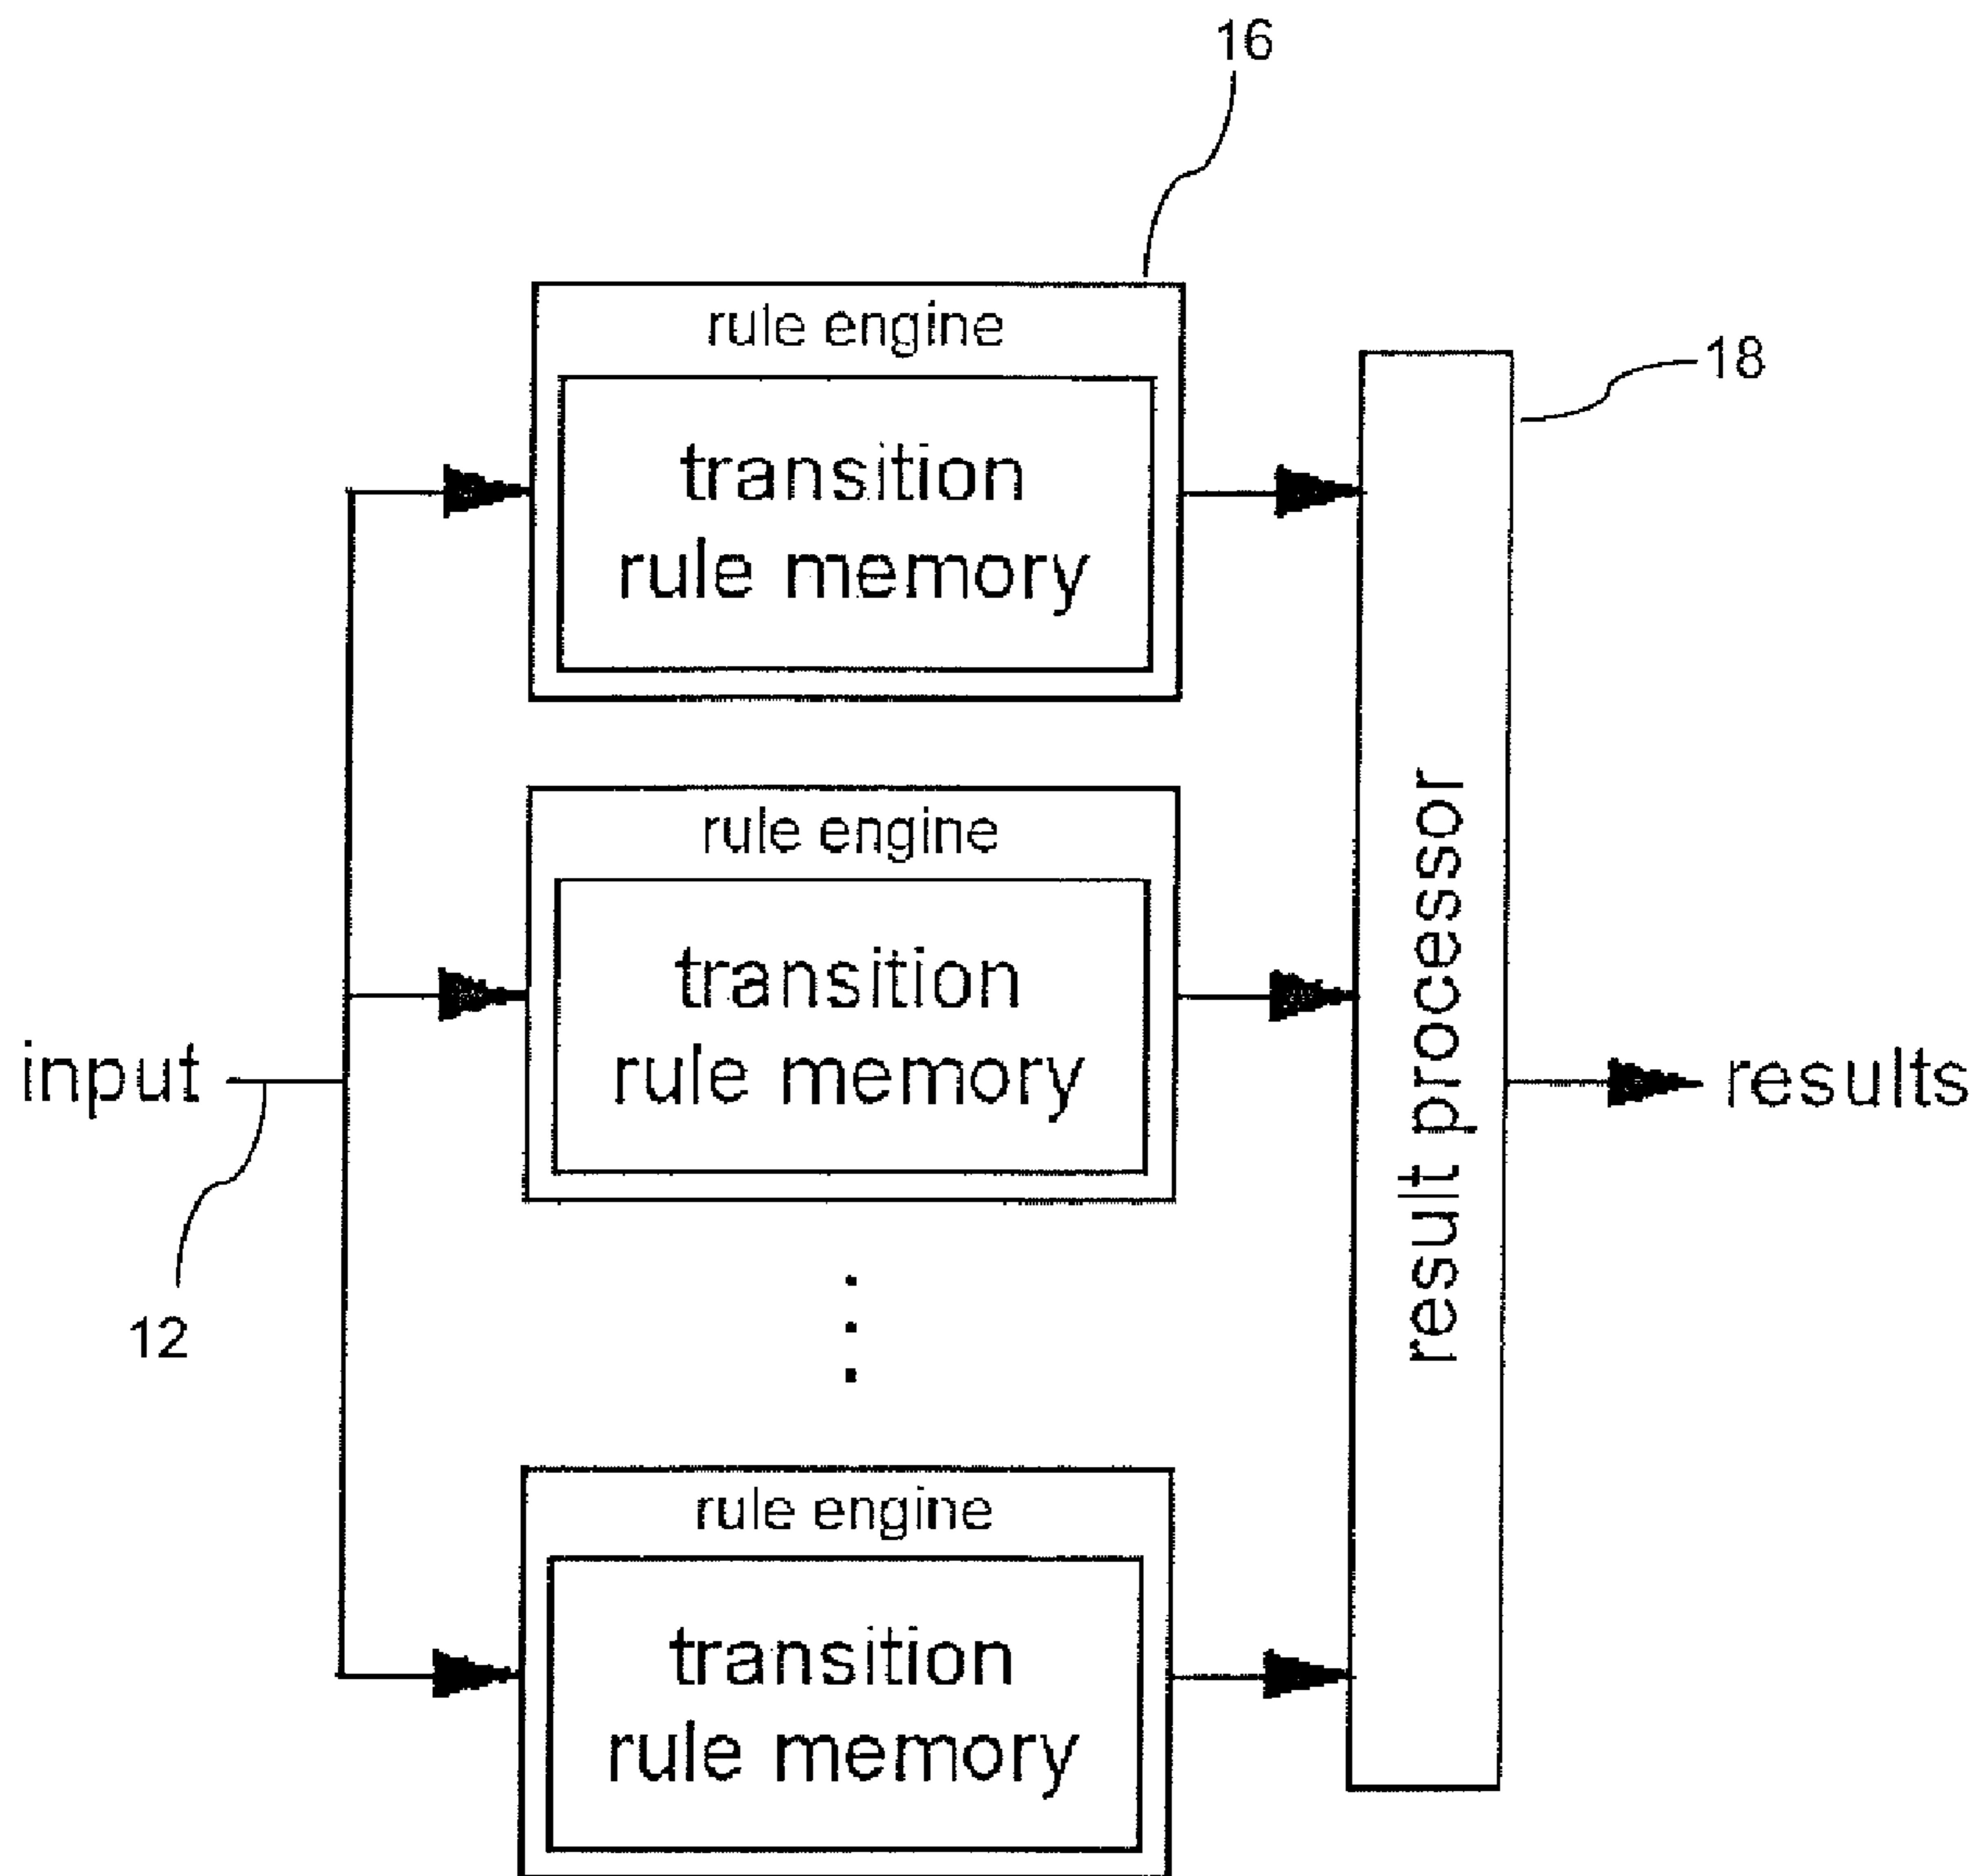 16
rule engine
18
transition
rule memory
rule engine
transition
rule memory
input
result processor
results
12
rule engine
transition
rule memory